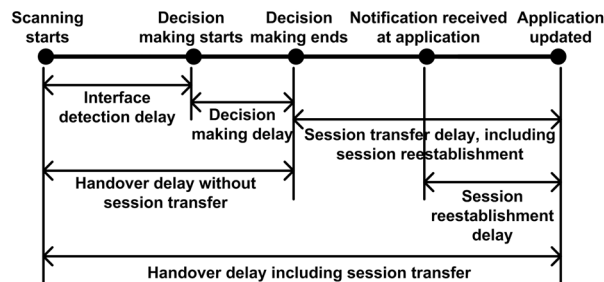 Scanning
starts
Decision
making starts
Decision
making ends
Notification received
at application
Application
updated
Interface
detection delay
Decision
making delay
Session transfer delay, including
session reestablishment
Handover delay without
session transfer
Session
reestablishment
delay
Handover delay including session transfer